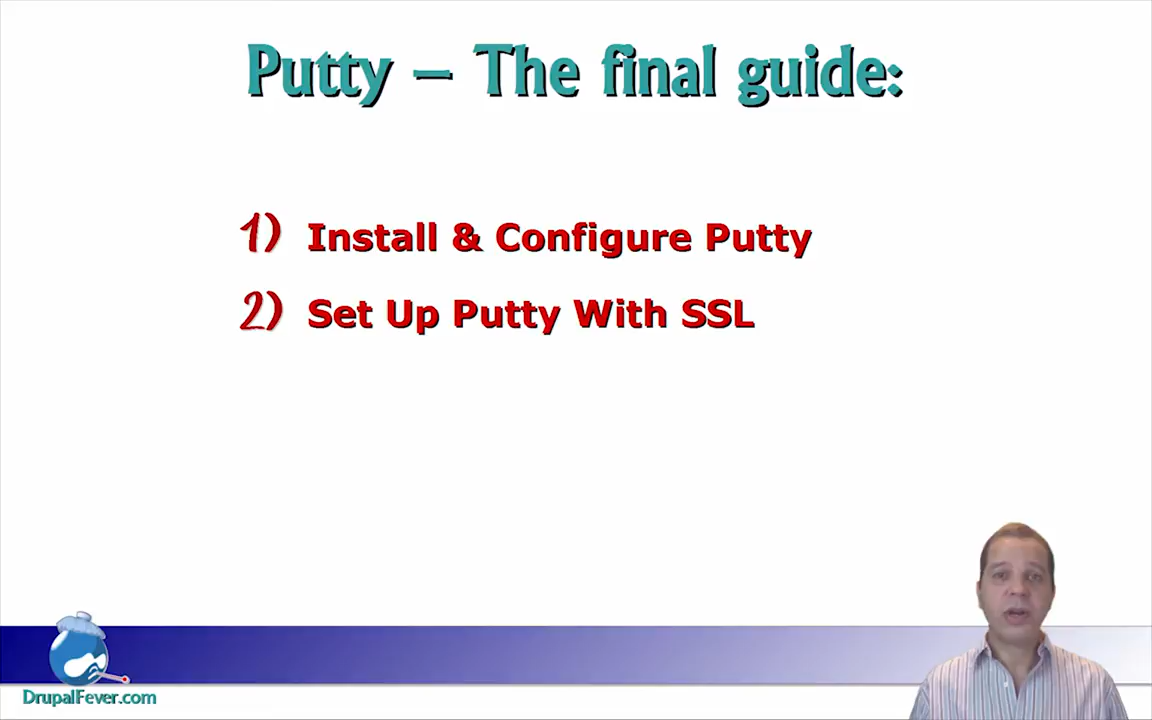 Putty – The final guide:
1) Install & Configure Putty
2) Set Up Putty With SSL
DrupalFever.com